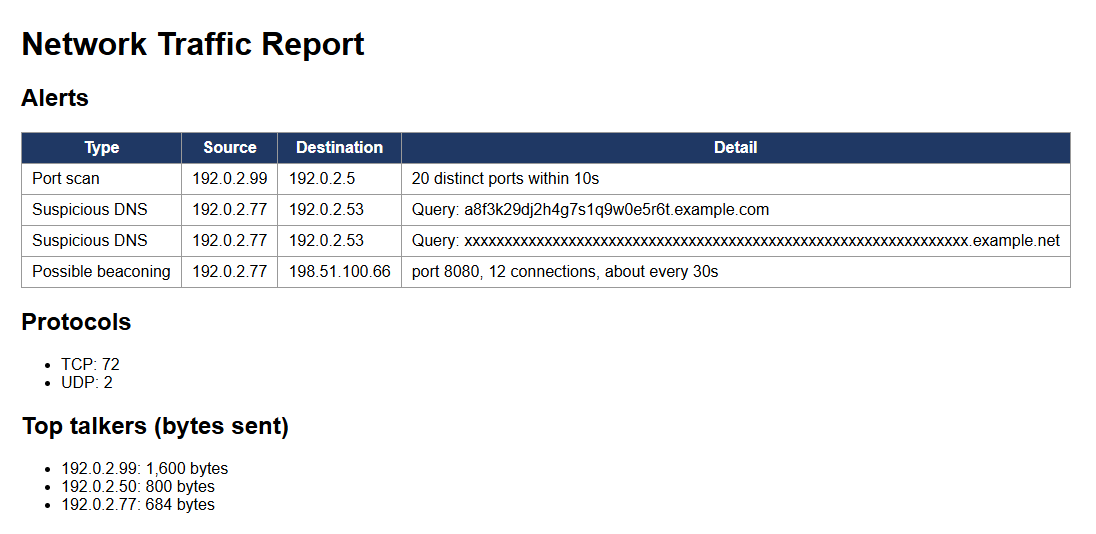 Network Traffic Report
Alerts
Type Source Destination Detail
Port scan 192.0.2.99 192.0.2.5 20 distinct ports within 10s
Suspicious DNS 192.0.2.77 192.0.2.53 Query: a8f3k29dj2h4g7s1q9w0e5r6t.example.com
Suspicious DNS 192.0.2.77 192.0.2.53 Query: xxxxxxxxxxxxxxxxxxxxxxxxxxxxxxxxxxxxxxxxxxxxxxxxxxxxxxxxxxxxxxx.example.net
Possible beaconing 192.0.2.77 198.51.100.66 port 8080, 12 connections, about every 30s
Protocols
• TCP: 72
• UDP: 2
Top talkers (bytes sent)
• 192.0.2.99: 1,600 bytes
• 192.0.2.50: 800 bytes
• 192.0.2.77: 684 bytes